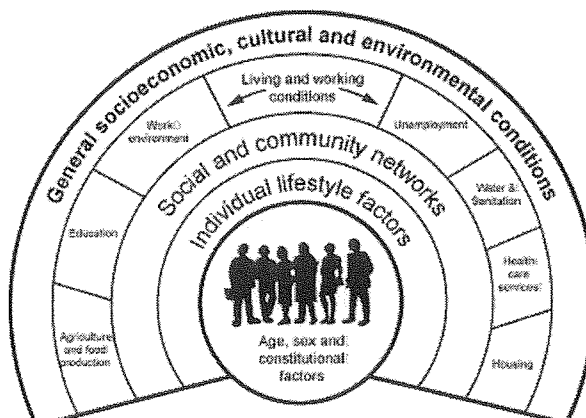 General socioeconomic, cultural and environmental conditions
Living and working
conditions
Work
environment
Unemployment
Education
Water &
Sanitation
Agriculture
and food
production
Health
care
services
Housing
Social and community networks
Individual lifestyle factors
Age, sex and
constitutional
factors